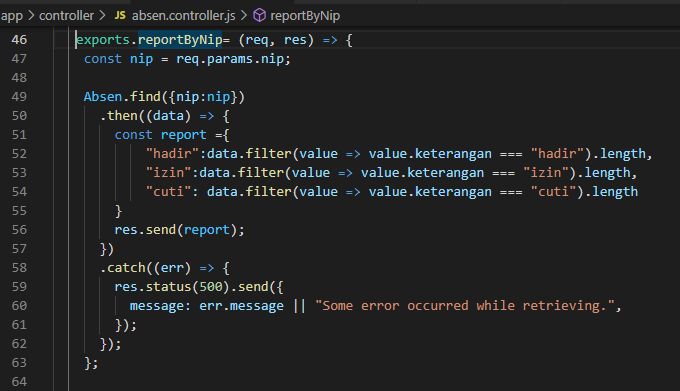 app > controller > JS absen.controller.js > reportByNip
46 exports.reportByNip= (req, res) => {
47 const nip = req.params.nip;
48
49 Absen.find({nip:nip})
50 .then((data) => {
51 const report ={
52 "hadir":data.filter(value => value.keterangan === "hadir").length,
53 "izin":data.filter(value => value.keterangan === "izin").length,
54 "cuti": data.filter(value => value.keterangan === "cuti").length
55 }
56 res.send(report);
57 })
58 .catch((err) => {
59 res.status(500).send({
60 message: err.message || "Some error occurred while retrieving.",
61 });
62 });
63 };
64